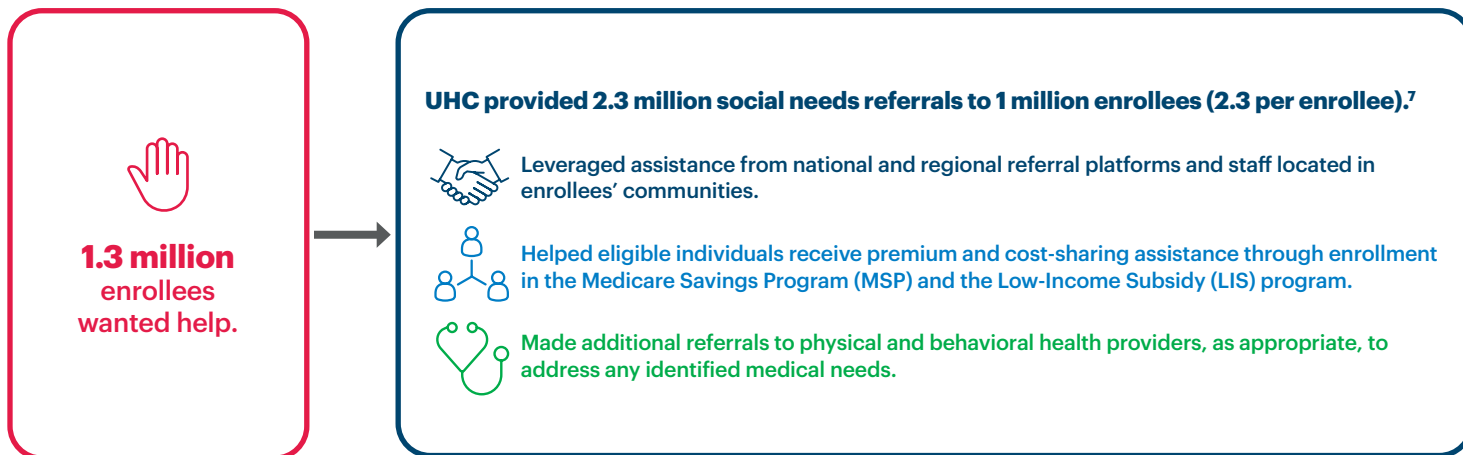 1.3 million
enrollees
wanted help.
UHC provided 2.3 million social needs referrals to 1 million enrollees (2.3 per enrollee).⁷
Leveraged assistance from national and regional referral platforms and staff located in
enrollees’ communities.
Helped eligible individuals receive premium and cost-sharing assistance through enrollment
in the Medicare Savings Program (MSP) and the Low-Income Subsidy (LIS) program.
Made additional referrals to physical and behavioral health providers, as appropriate, to
address any identified medical needs.